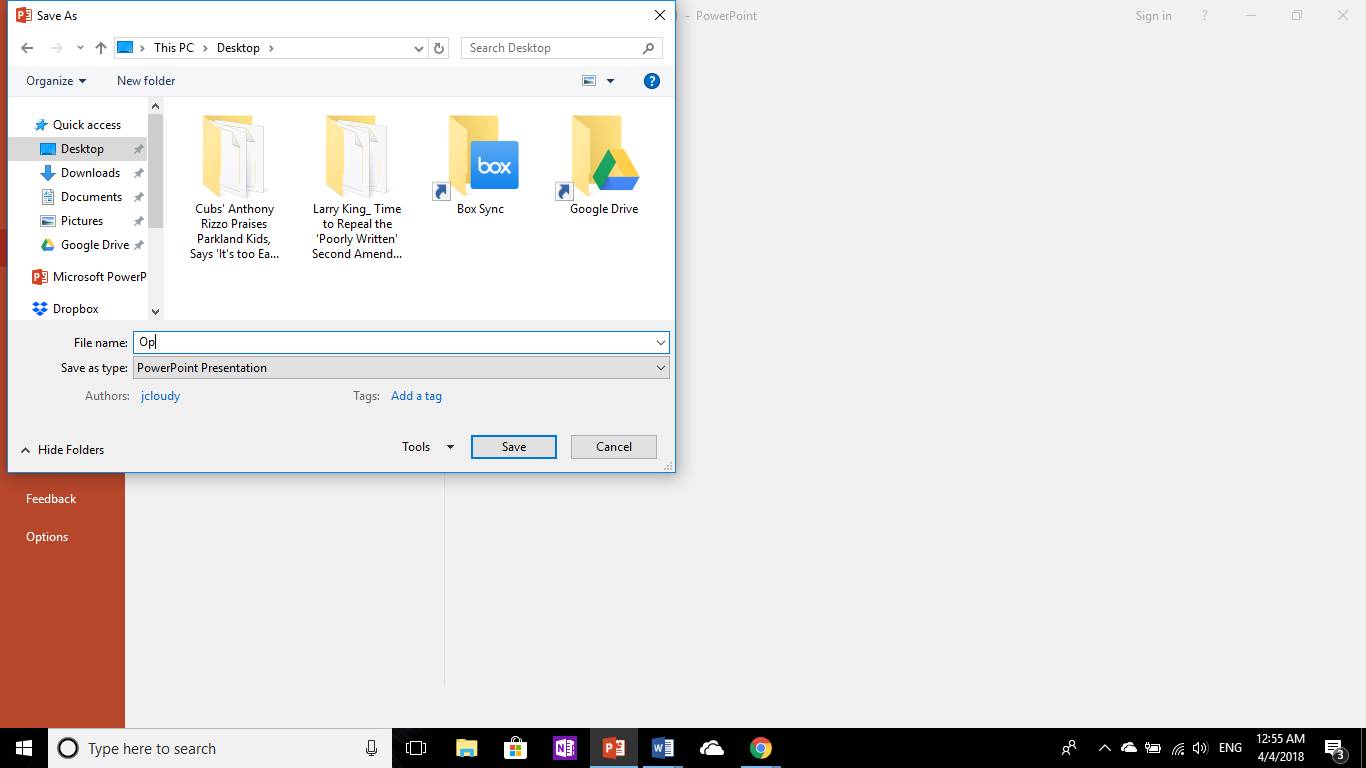 Save As
- PowerPoint
Sign in
?
This PC
Desktop
Search Desktop
Organize
New folder
?
Quick access
Desktop
Downloads
Documents
Pictures
Google Drive
Microsoft PowerP
Dropbox
Cubs' Anthony
Rizzo Praises
Parkland Kids,
Says 'It's too Ea...
Larry King_ Time
to Repeal the
'Poorly Written'
Second Amend...
box
Box Sync
Google Drive
File name: Op
Save as type: PowerPoint Presentation
Authors: jcloudy
Tags: Add a tag
Hide Folders
Tools
Save
Cancel
Feedback
Options
Type here to search
ENG
12:55 AM
4/4/2018
3